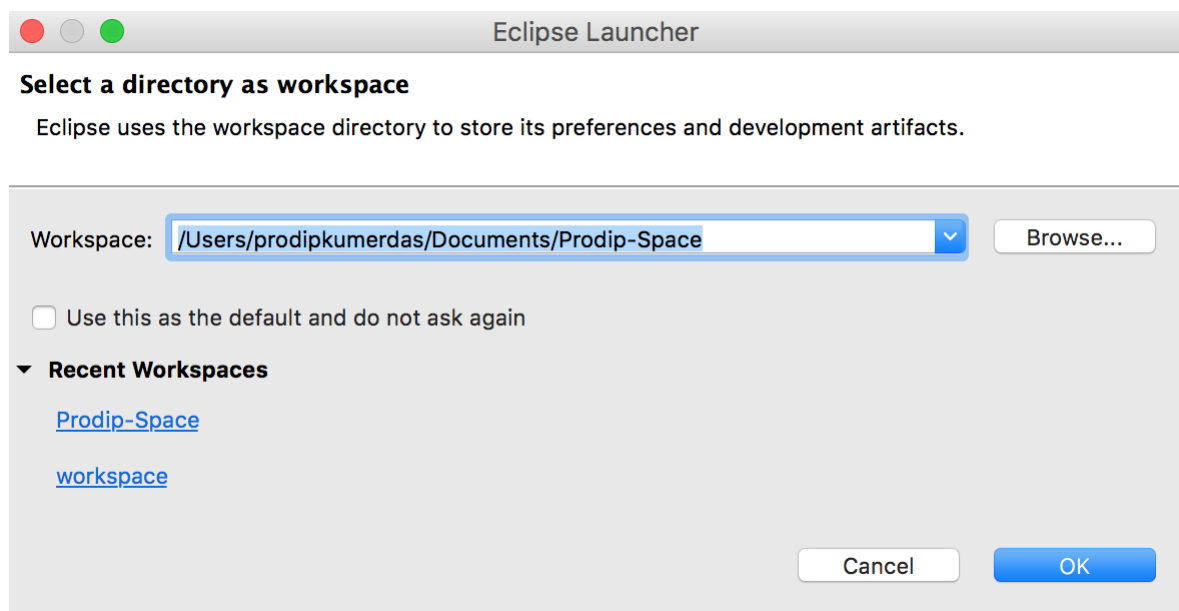 Eclipse Launcher
Select a directory as workspace
Eclipse uses the workspace directory to store its preferences and development artifacts.
Workspace: /Users/prodipkumerdas/Documents/Prodip-Space Browse...
Use this as the default and do not ask again
Recent Workspaces
Prodip-Space
workspace
Cancel OK